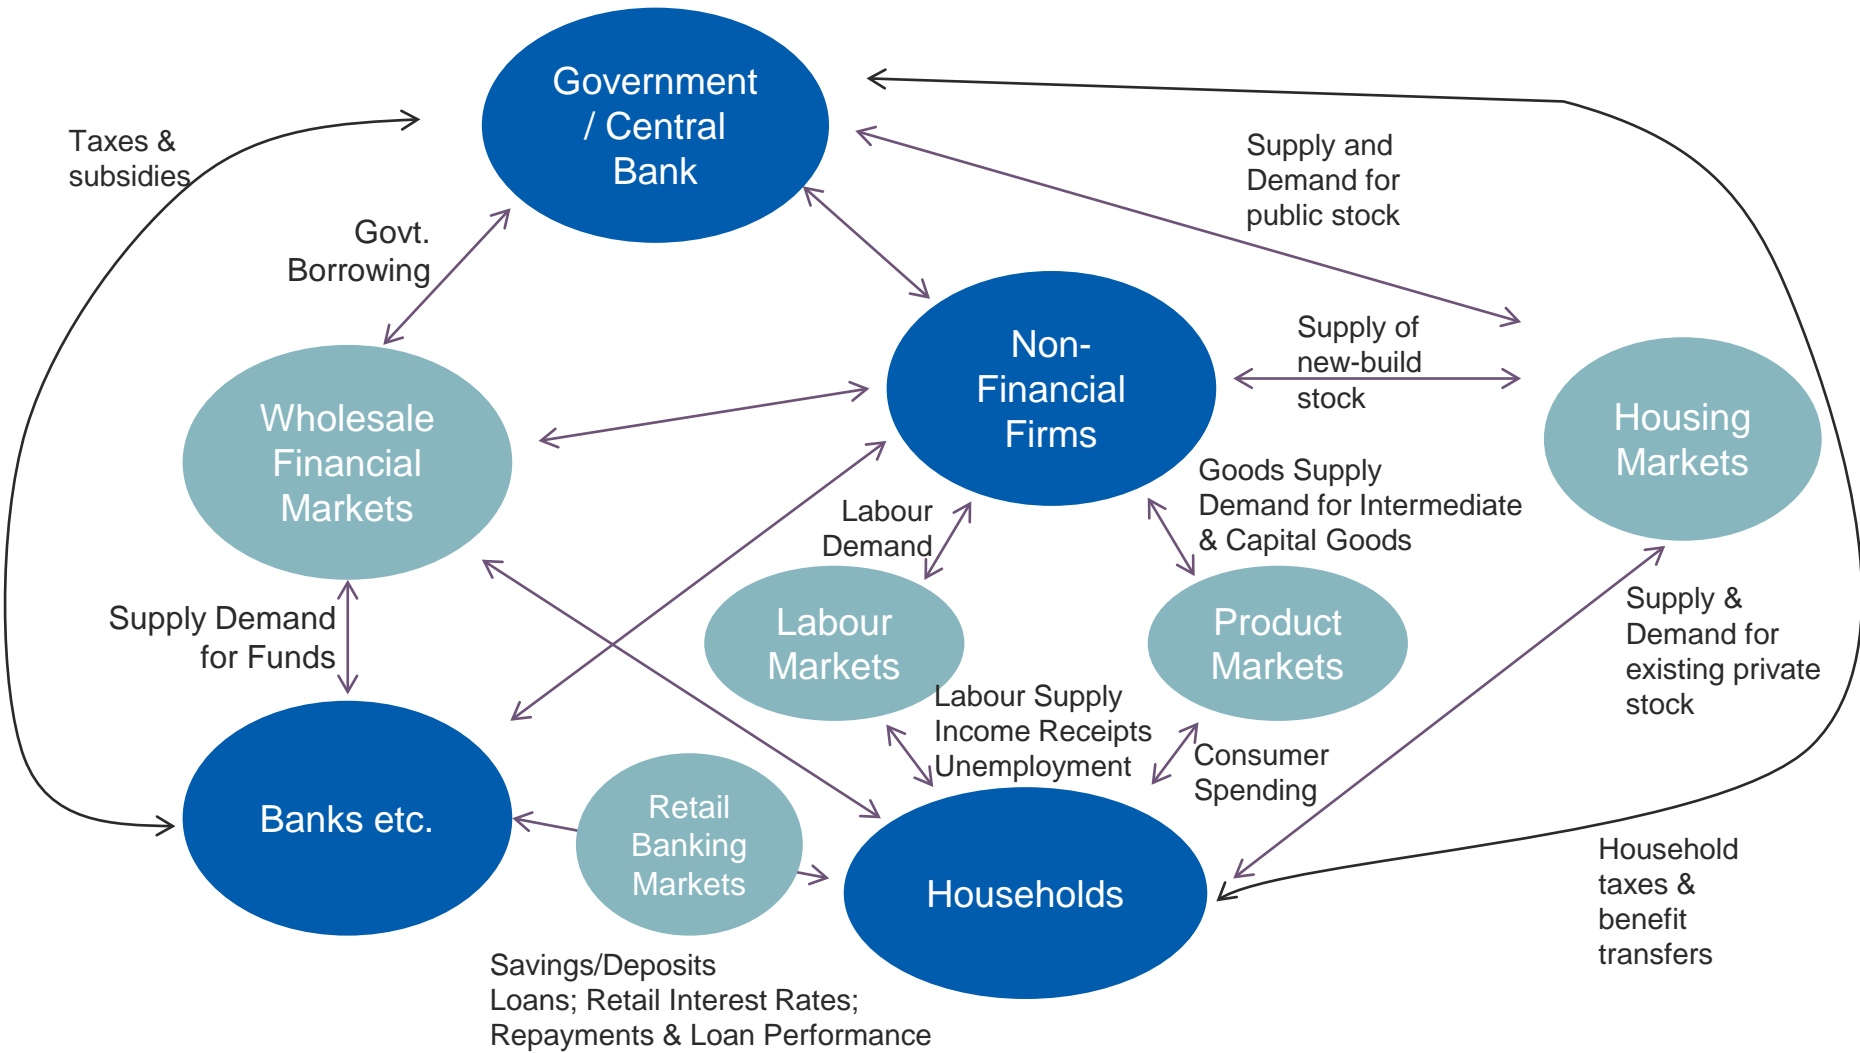 Government
/ Central
Bank
Taxes &
subsidies
Supply and
Demand for
public stock
Govt.
Borrowing
Non-
Financial
Firms
Supply of
new-build
stock
Wholesale
Financial
Markets
Housing
Markets
Goods Supply
Demand for Intermediate
& Capital Goods
Labour
Demand
Supply Demand
for Funds
Labour
Markets
Product
Markets
Supply &
Demand for
existing private
stock
Labour Supply
Income Receipts
Unemployment
Consumer
Spending
Banks etc.
Retail
Banking
Markets
Households
Household
taxes &
benefit
transfers
Savings/Deposits
Loans; Retail Interest Rates;
Repayments & Loan Performance